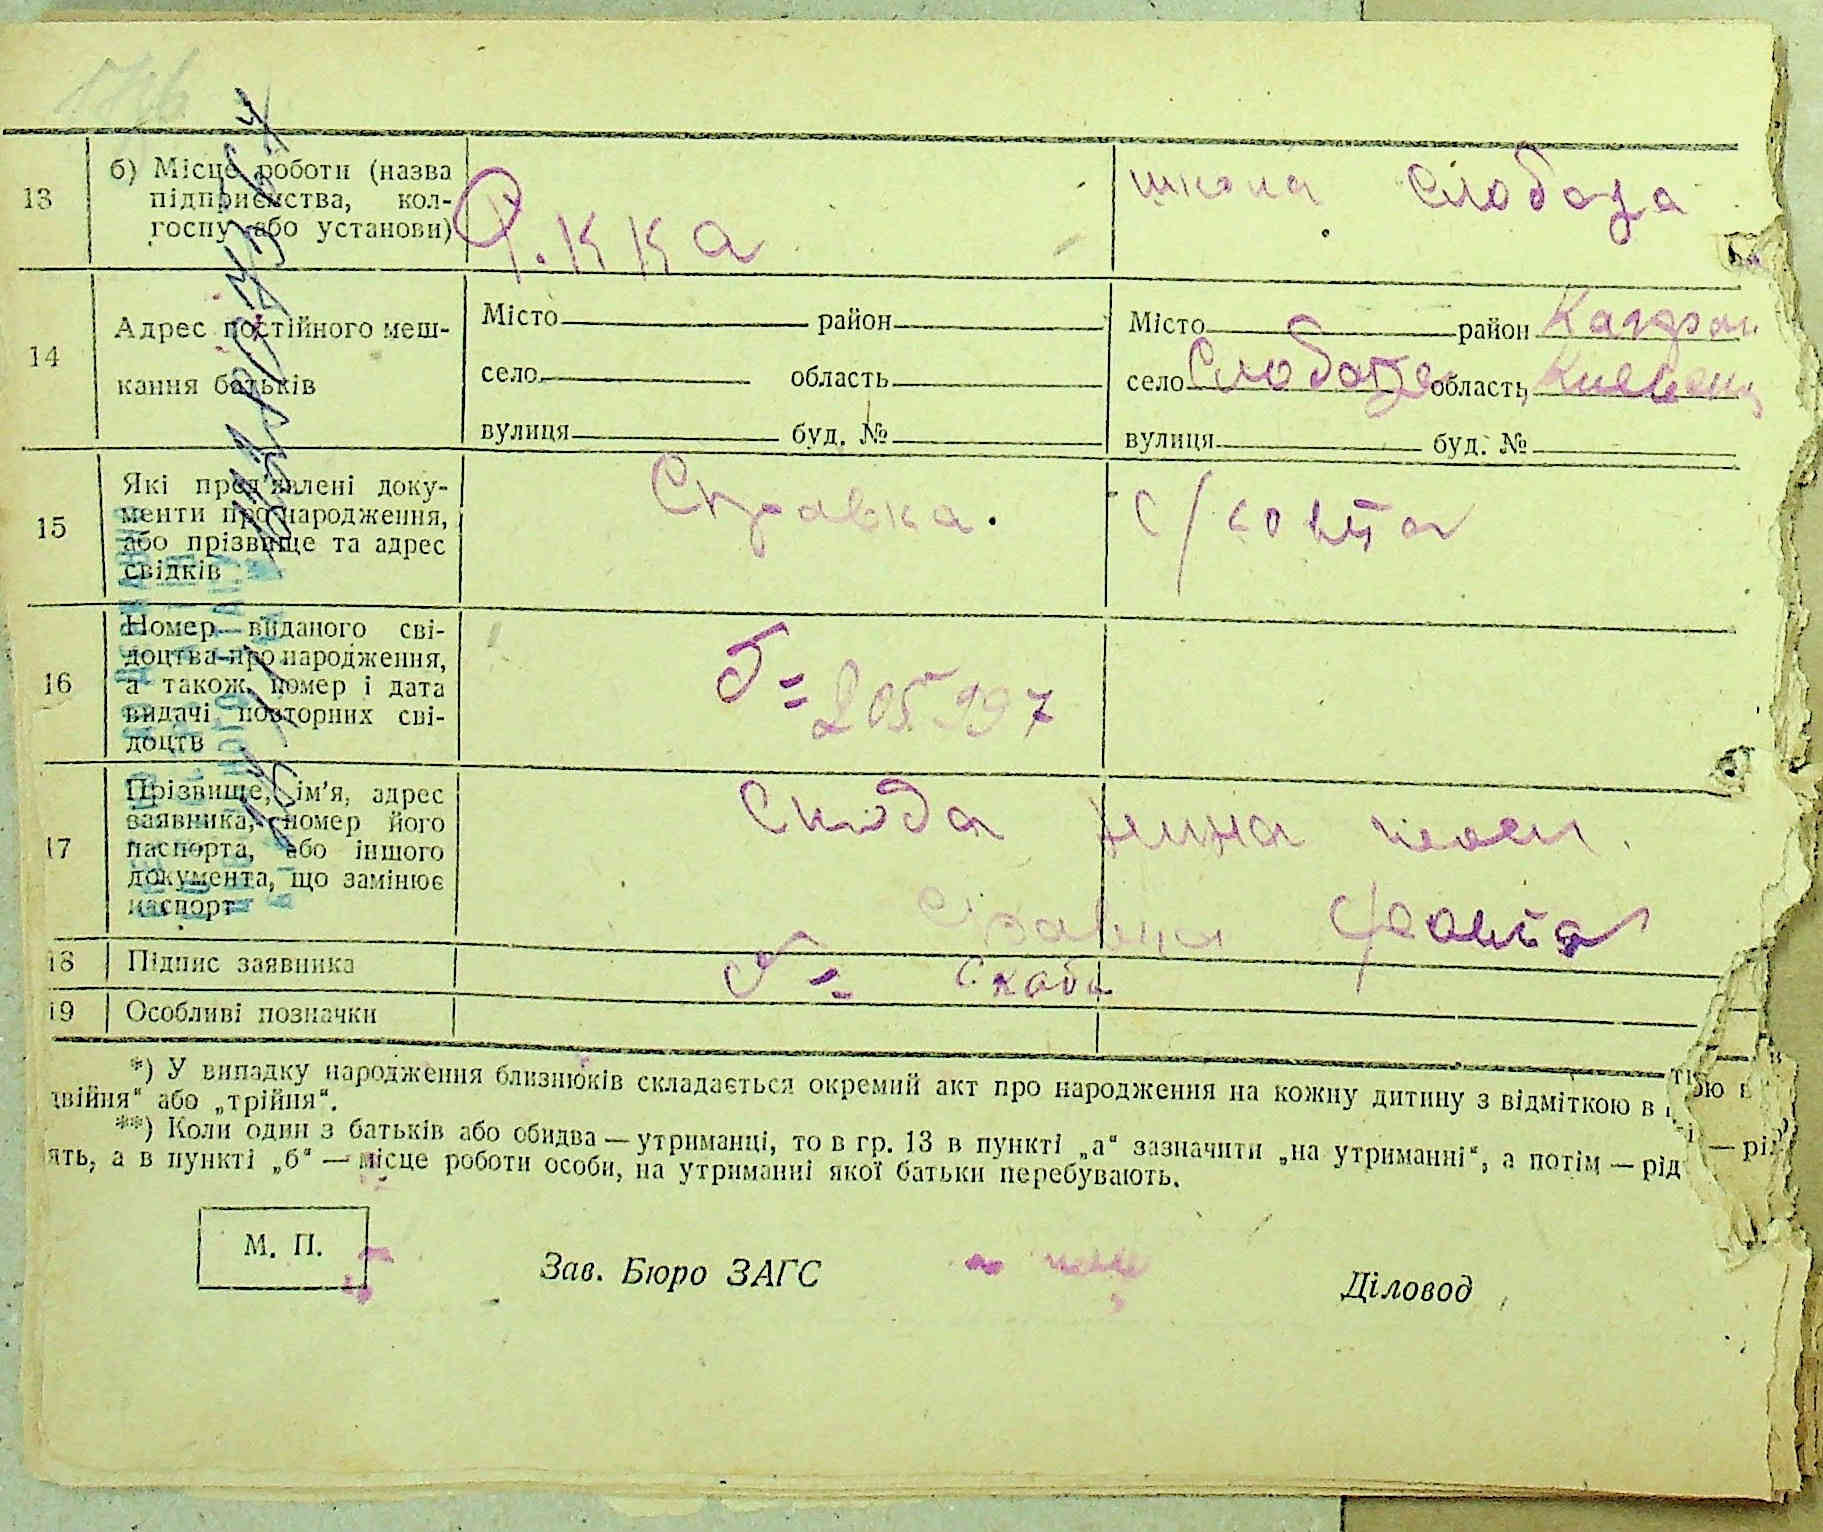 13
б) Місце роботи (назва
підприємства, кол-
госпу або установи)
Р.ККА
школа Слобода
14
Адрес постійного меш-
кання батьків
Місто район
село область
вулиця буд. №
Місто район
село Слобода область
вулиця буд. №
15
Які пред'явлені доку-
менти про народження,
або прізвище та адрес
свідків
Справка. с/совета
16
Номер виданого сві-
доцтва про народження,
а також номер і дата
видачі повторних сві-
доцтв
205997
17
Прізвище, ім'я, адрес
заявника, номер його
паспорта, або іншого
документа, що замінює
паспорт
Скоба
Справка с/совета
18
Підпис заявника
Скоба
19
Особливі позначки
*) У випадку народження близнюків складається окремий акт про народження на кожну дитину з відміткою в
двійня" або „трійня".
**) Коли один з батьків або обидва — утриманці, то в гр. 13 в пункті „а" зазначити „на утриманні", а потім — рід
ять, а в пункті „б" — місце роботи особи, на утриманні якої батьки перебувають.
М. П.
Зав. Бюро ЗАГС
Діловод